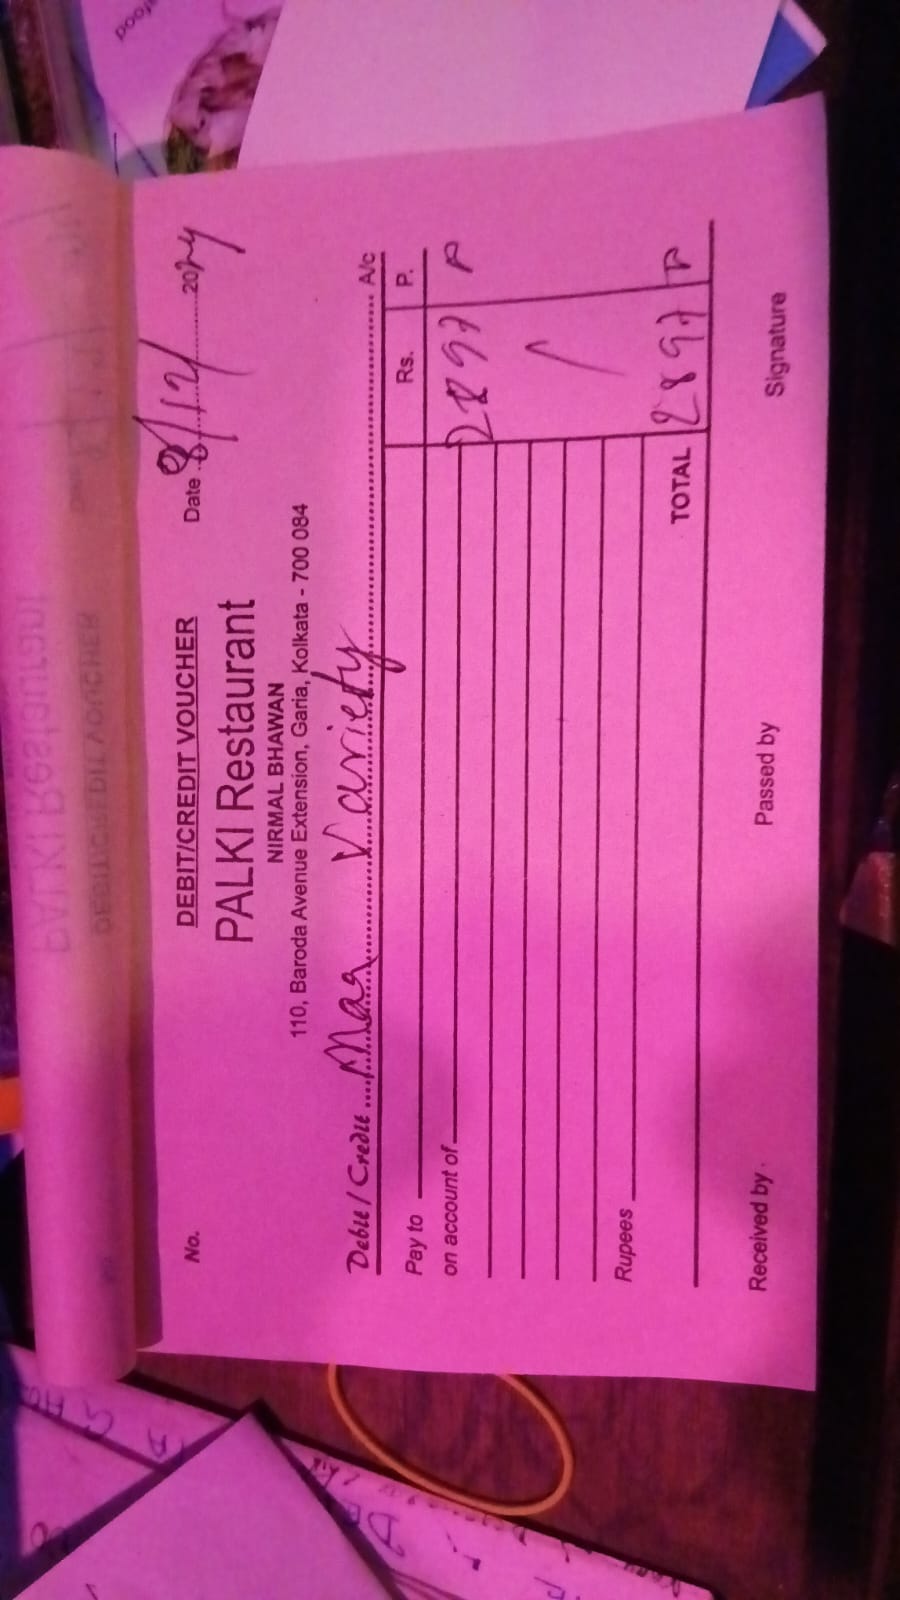 DEBIT/CREDIT VOUCHER
No. Date 8/12/2024
PALKI Restaurant
NIRMAL BHAWAN
110, Baroda Avenue Extension, Garia, Kolkata - 700 084
Debit / Credit Maa Variety A/c
Rs. P.
Pay to
on account of 2897
Rupees
TOTAL 2897
Received by. Passed by Signature